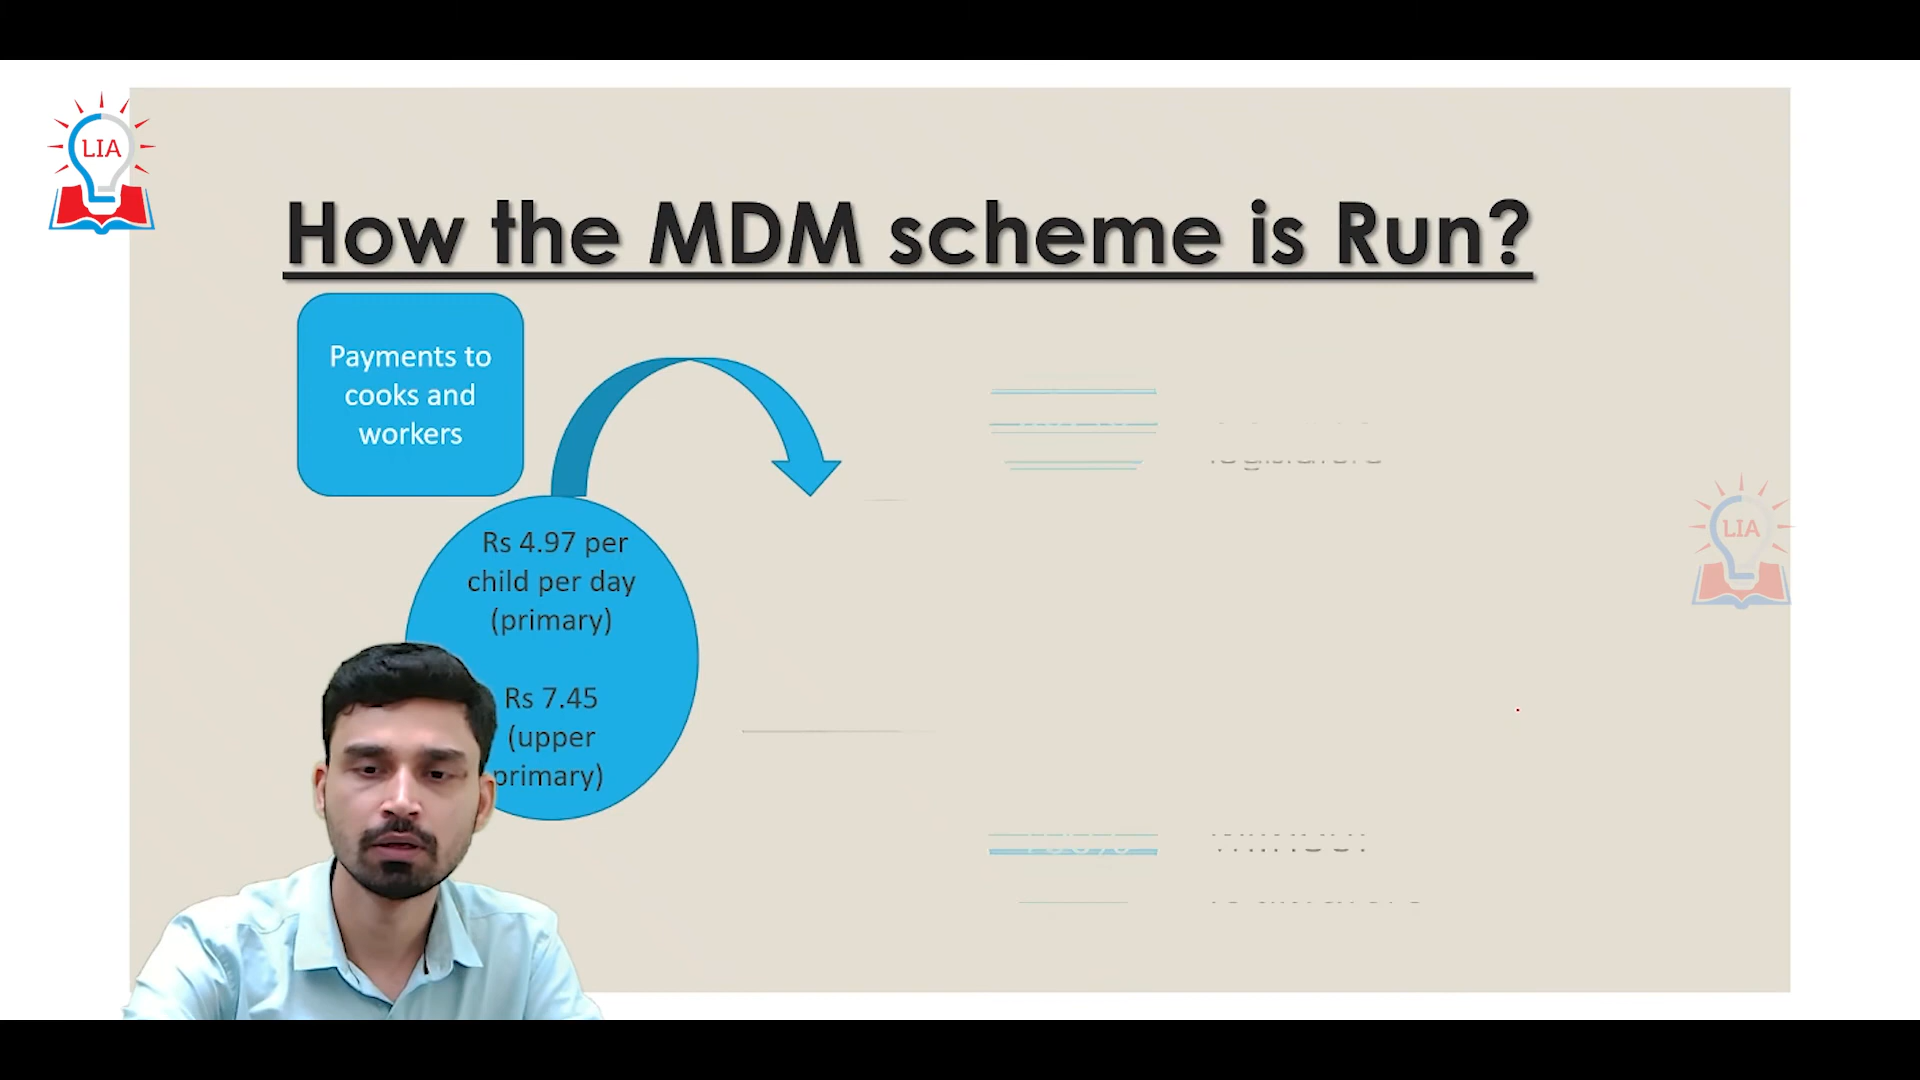 LIA
How the MDM scheme is Run?
Payments to
cooks and
workers
Rs 4.97 per
child per day
(primary)
Rs 7.45
(upper
primary)
LIA